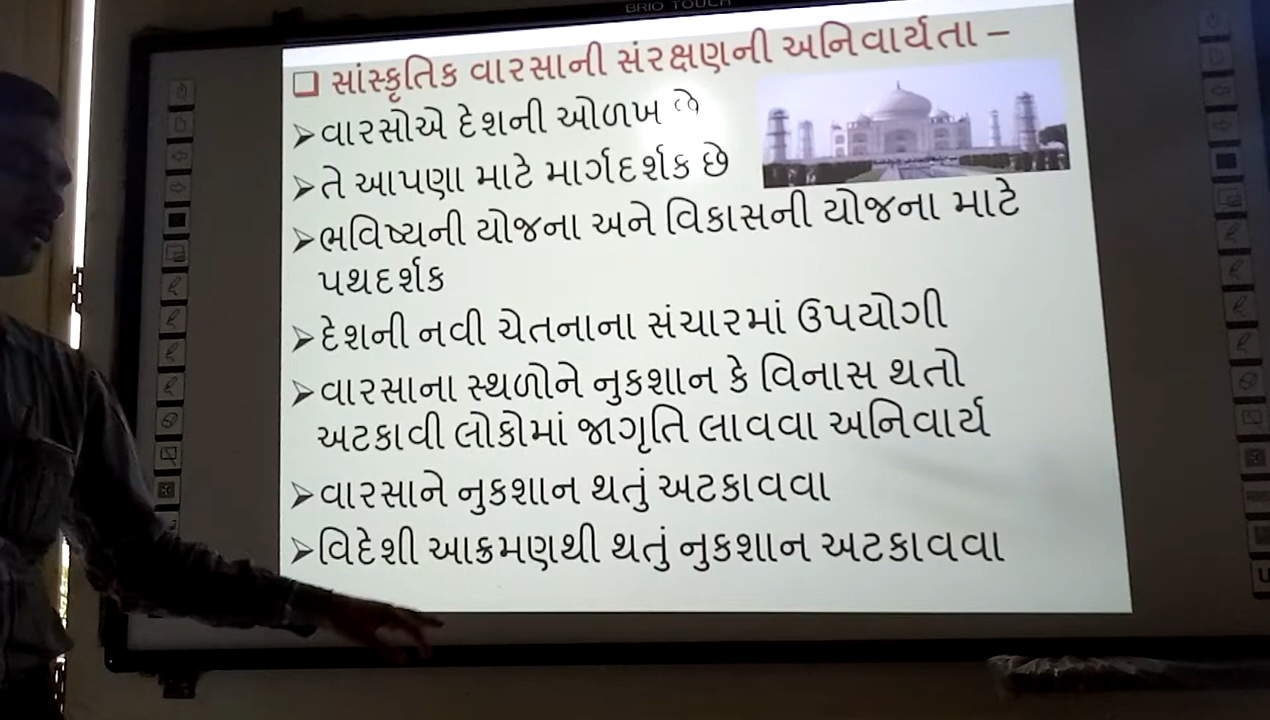 BRIO TOUCH
❑ સાંસ્કૃતિક વારસાની સંરક્ષણની અનિવાર્યતા –
➢વારસોએ દેશની ઓળખ છે
➢તે આપણા માટે માર્ગદર્શક છે
➢ભવિષ્યની યોજના અને વિકાસની યોજના માટે
પથદર્શક
➢દેશની નવી ચેતનાના સંચારમાં ઉપયોગી
➢વારસાના સ્થળોને નુકશાન કે વિનાસ થતો
અટકાવી લોકોમાં જાગૃતિ લાવવા અનિવાર્ય
➢વારસાને નુકશાન થતું અટકાવવા
➢વિદેશી આક્રમણથી થતું નુકશાન અટકાવવા